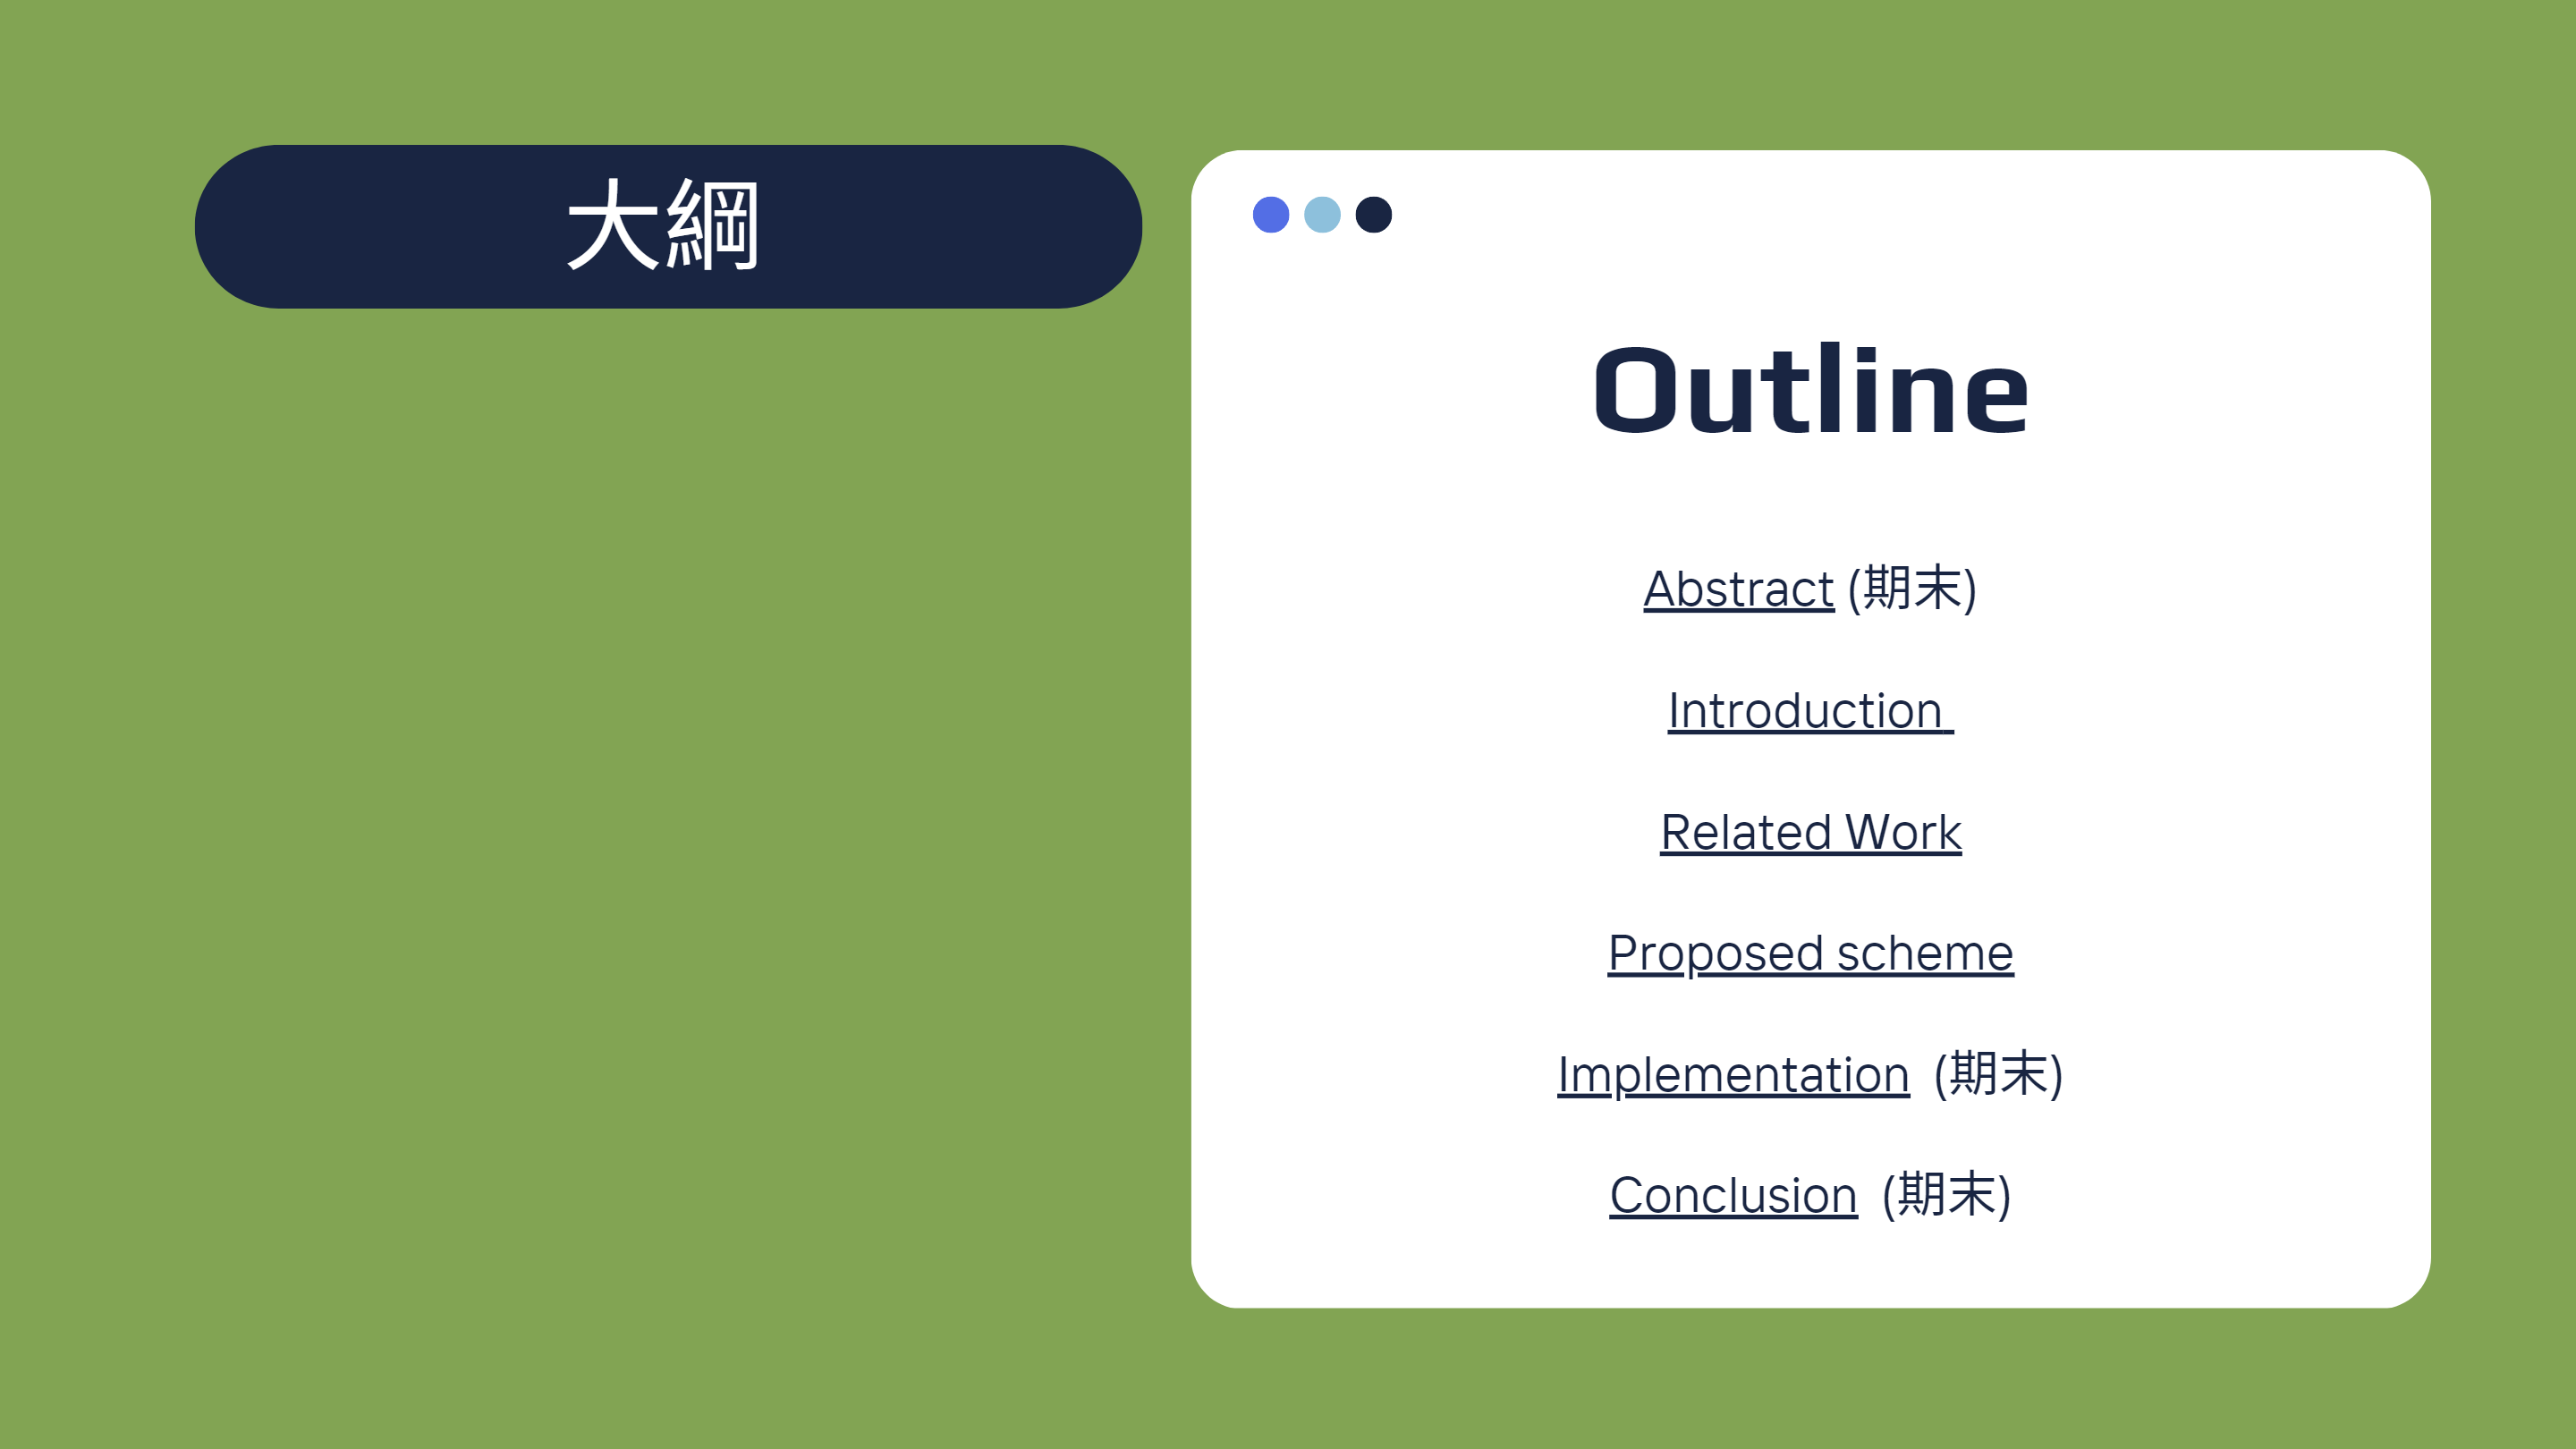 大綱
Outline
Abstract (期末)
Introduction
Related Work
Proposed scheme
Implementation (期末)
Conclusion (期末)